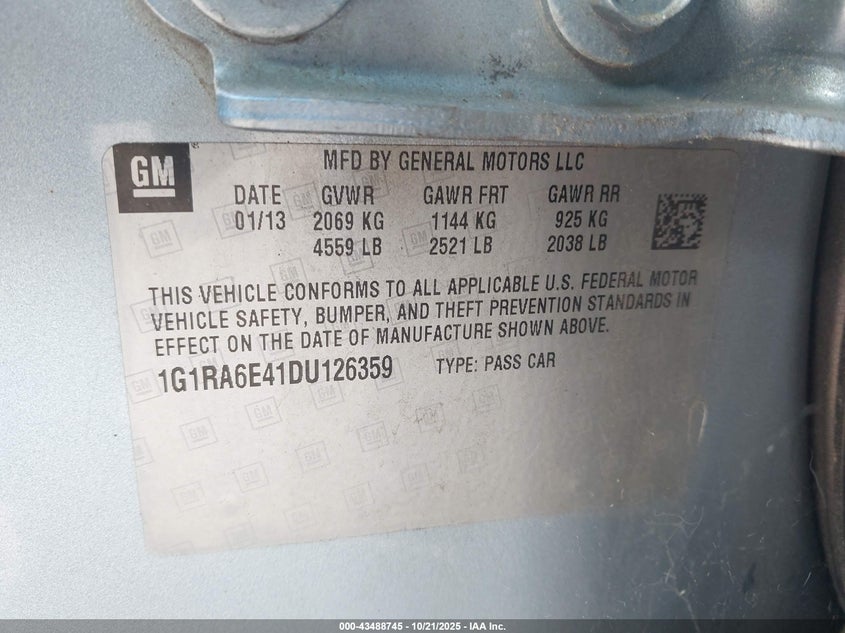 GM
MFD BY GENERAL MOTORS LLC
DATE GVWR GAWR FRT GAWR RR
01/13 2069 KG 1144 KG 925 KG
4559 LB 2521 LB 2038 LB
THIS VEHICLE CONFORMS TO ALL APPLICABLE U.S. FEDERAL MOTOR
VEHICLE SAFETY, BUMPER, AND THEFT PREVENTION STANDARDS IN
EFFECT ON THE DATE OF MANUFACTURE SHOWN ABOVE.
1G1RA6E41DU126359 TYPE: PASS CAR
000-43488745 - 10/21/2025 - IAA Inc.